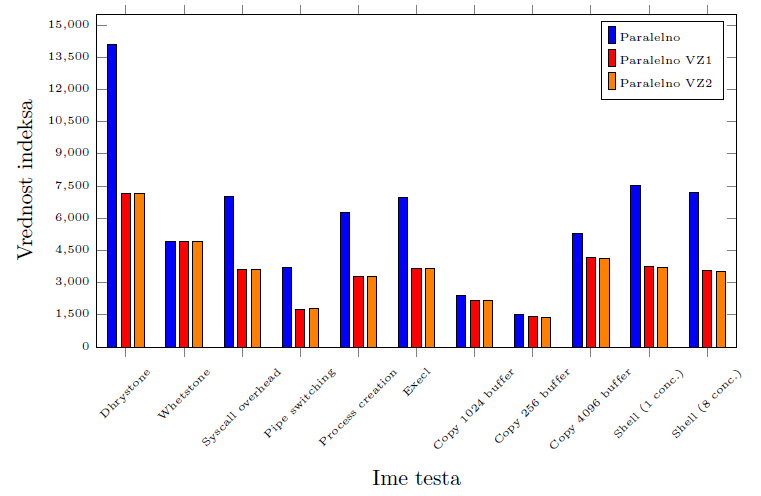 15,000
13,500
12,000
10,500
9,000
7,500
6,000
4,500
3,000
1,500
0
Vrednost indeksa
Paralelno
Paralelno VZ1
Paralelno VZ2
Dhrystone
Whetstone
Syscall overhead
Pipe switching
Process creation
Execl
Copy 1024 buffer
Copy 256 buffer
Copy 4096 buffer
Shell (1 conc.)
Shell (8 conc.)
Ime testa